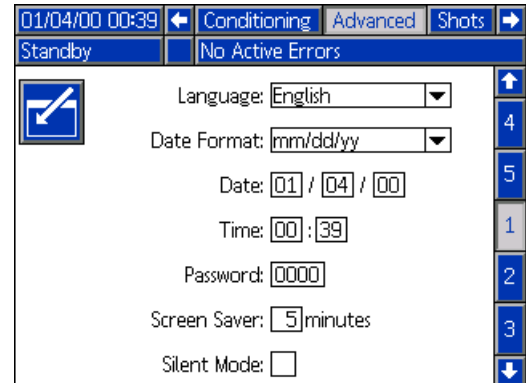 01/04/00 00:39 Conditioning Advanced Shots
Standby No Active Errors
Language: English
4
Date Format: mm/dd/yy
Date: 01 / 04 / 00
5
Time: 00 : 39
1
Password: 0000
2
Screen Saver: 5 minutes
3
Silent Mode: